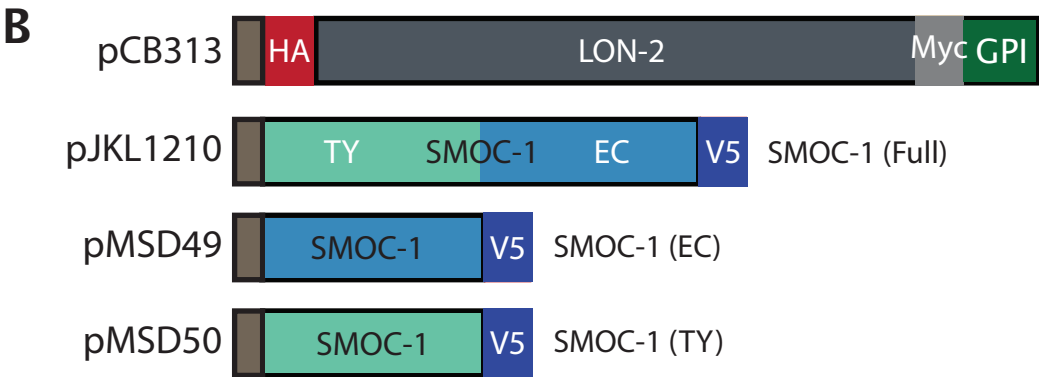 B
pCB313 HA LON-2 Myc GPI
pJKL1210 TY SMOC-1 EC V5 SMOC-1 (Full)
pMSD49 SMOC-1 V5 SMOC-1 (EC)
pMSD50 SMOC-1 V5 SMOC-1 (TY)